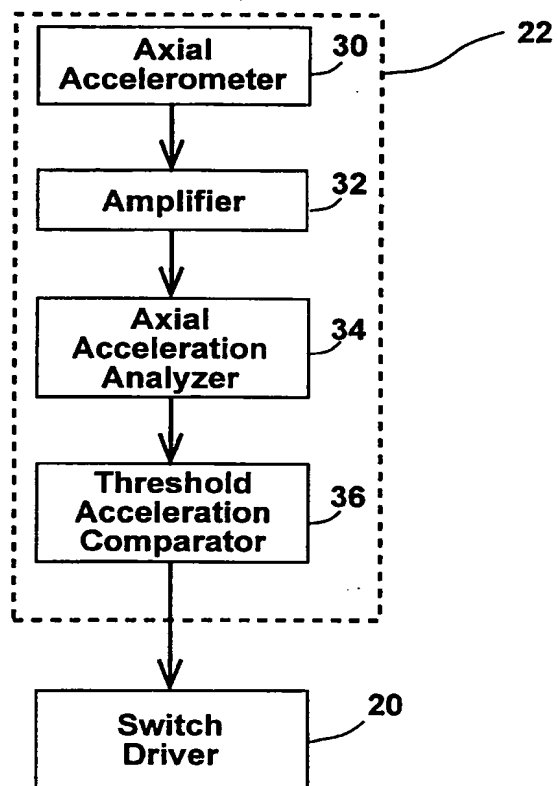 22
Axial
Accelerometer
30
Amplifier
32
Axial
Acceleration
Analyzer
34
Threshold
Acceleration
Comparator
36
Switch
Driver
20